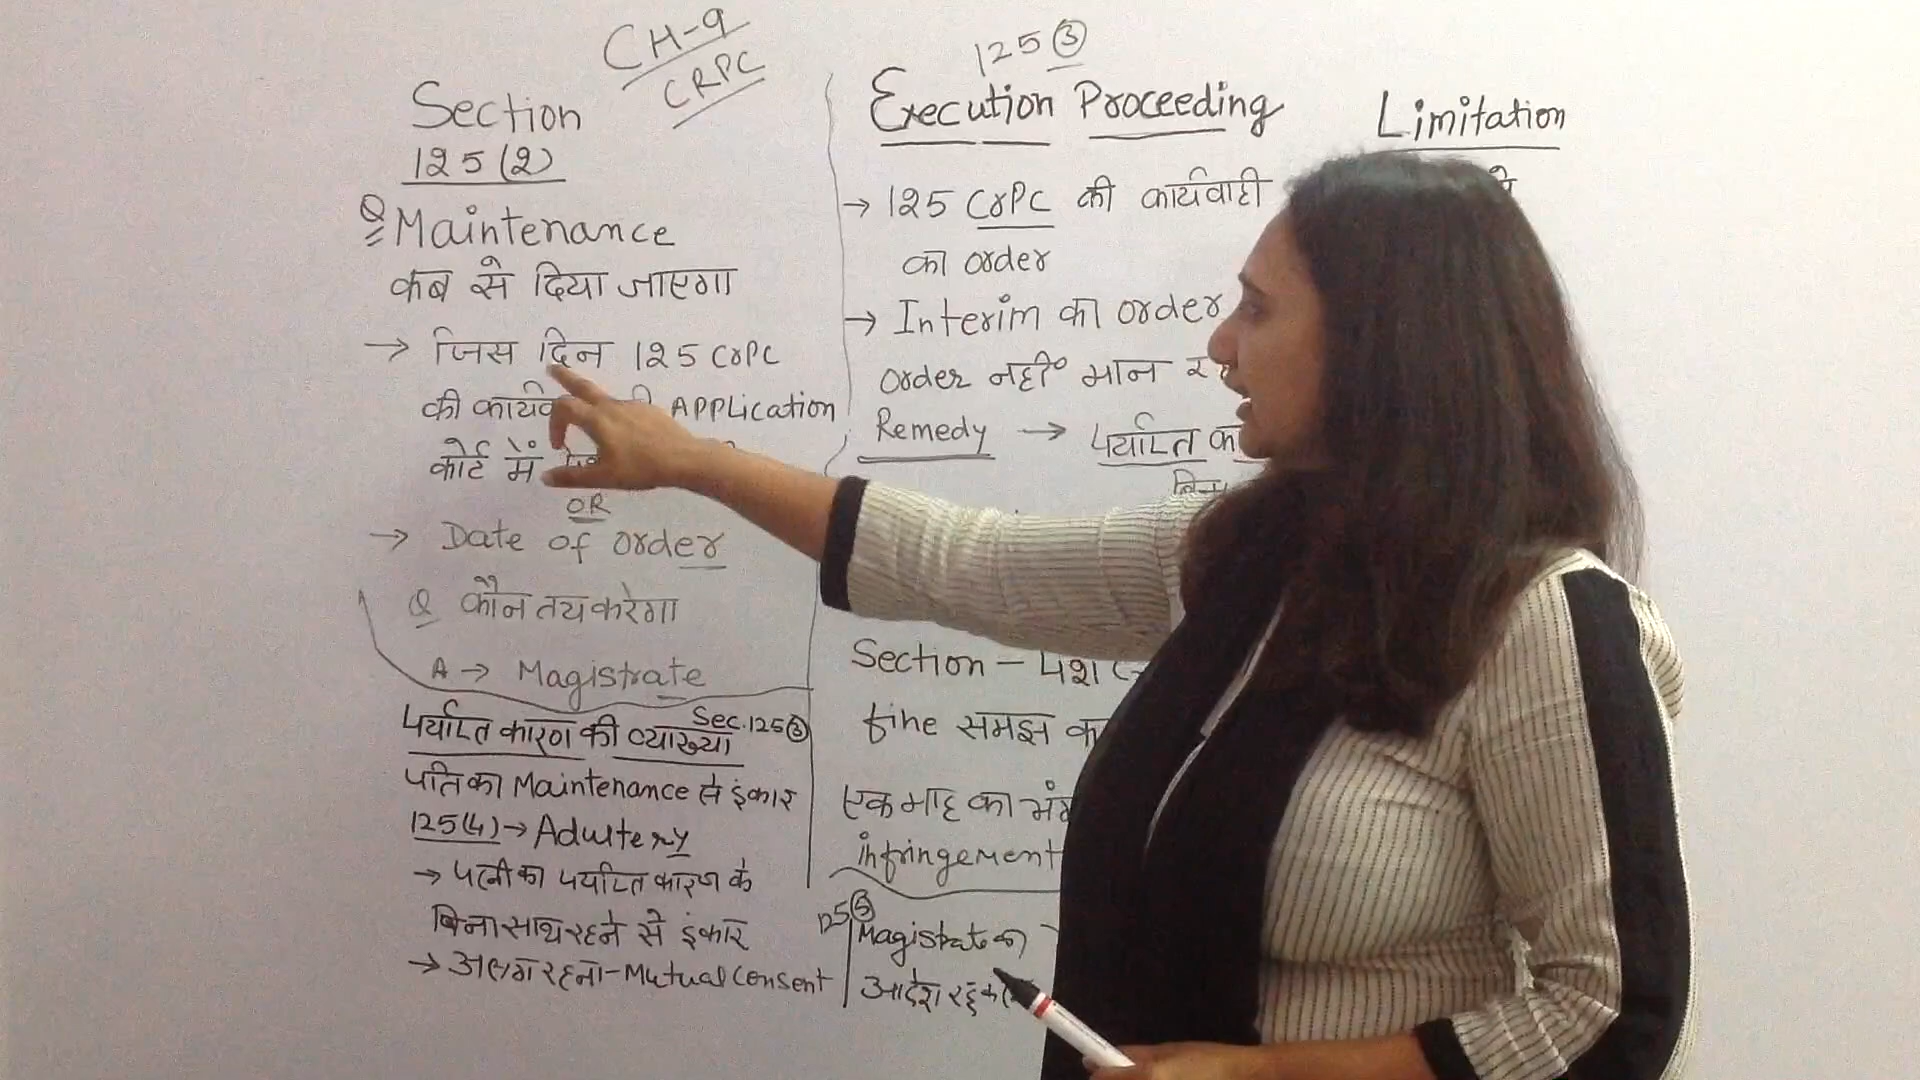 CH-9
CRPC
Section
125(2)
Q Maintenance
कब से दिया जाएगा
→ जिस दिन 125 CrPC
की APPLication
कोर्ट में
OR
→ Date of order
Q कौन तय करेगा
A → Magistrate
Sec. 125(3)
पर्याप्त कारण की व्याख्या
पति का Maintenance से इंकार
125(4) → Adultery
→ पत्नी का पर्याप्त कारण के
बिना साथ रहने से इंकार
→ अलग रहना - Mutual Consent
125 (3)
Execution Proceeding
→ 125 CrPC की कार्यवाही
का order
→ Interim का order
order नहीं मान
Remedy → पर्याप्त
Section - 421
fine समझ
एक माह का
infringement
125(5)
Magistrate का
आदेश रद्द
Limitation